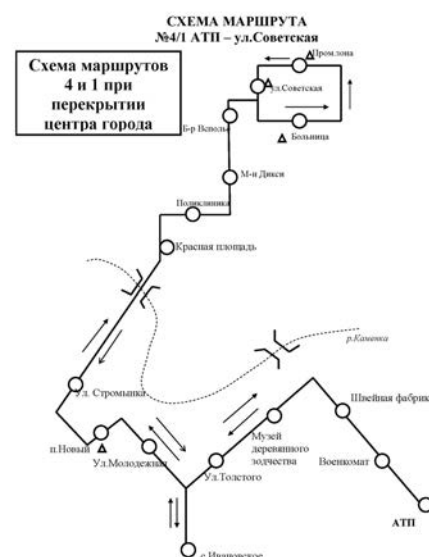 СХЕМА МАРШРУТА
№4/1 АТП – ул.Советская
Схема маршрутов
4 и 1 при
перекрытии
центра города
Пром.зона
ул.Советская
Больница
Б-р Всполье
М-н Дикси
Поликлиника
Красная площадь
р.Каменка
Ул. Стромынка
п.Новый
Ул.Молодежная
Швейная фабрика
Музей
деревянного
зодчества
Военкомат
Ул.Толстого
АТП
с.Ивановское